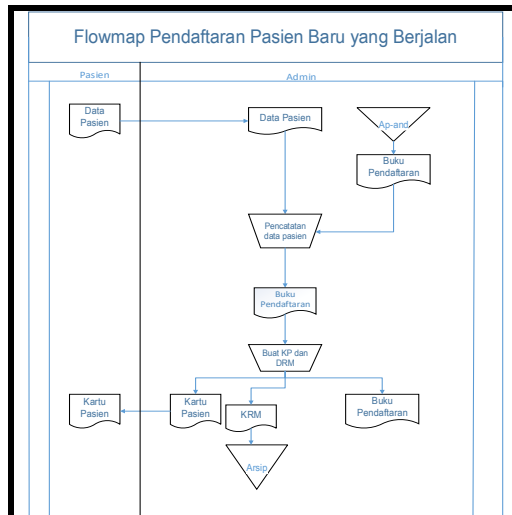 Flowmap Pendaftaran Pasien Baru yang Berjalan
Pasien
Admin
Data
Pasien
Data Pasien
Ap-and
Buku
Pendaftaran
Pencatatan
data pasien
Buku
Pendaftaran
Buat KP dan
DRM
Kartu
Pasien
Kartu
Pasien
KRM
Buku
Pendaftaran
Arsip